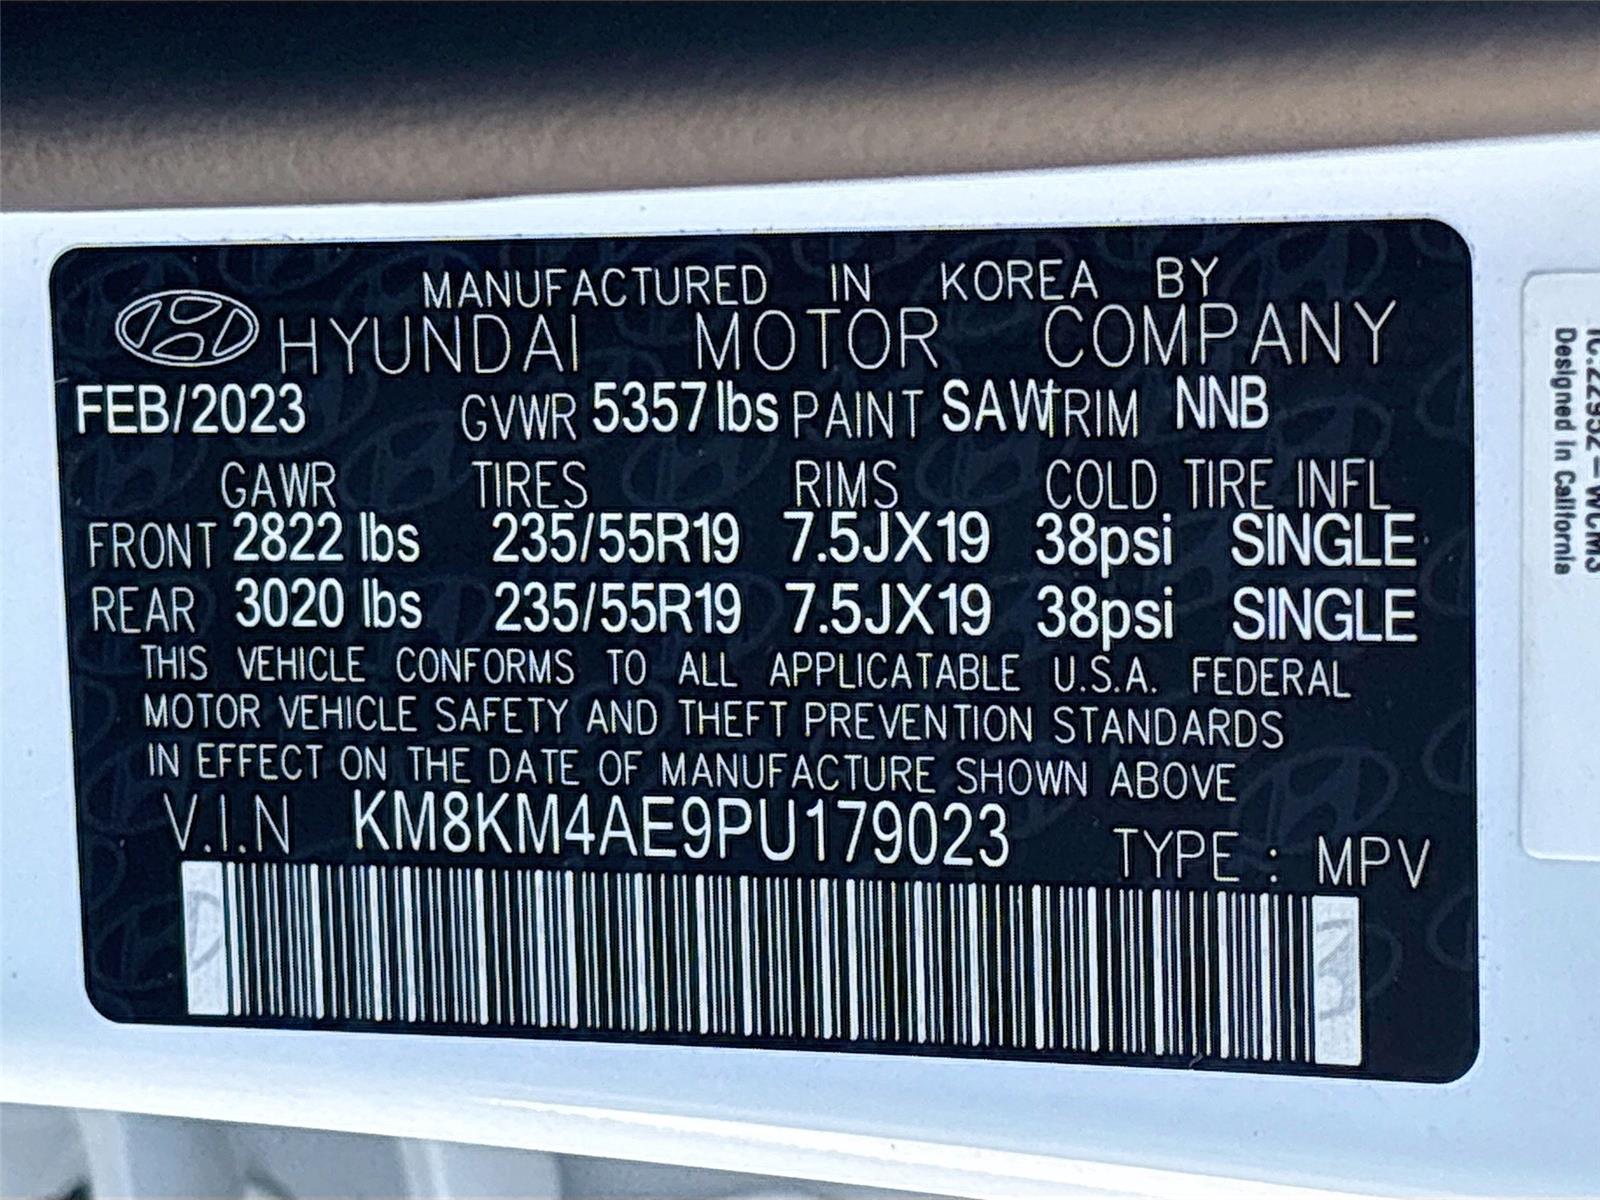 MANUFACTURED IN KOREA BY
HYUNDAI MOTOR COMPANY
FEB/2023 GVWR 5357lbs PAINT SAW TRIM NNB
GAWR TIRES RIMS COLD TIRE INFL
FRONT 2822 lbs 235/55R19 7.5JX19 38psi SINGLE
REAR 3020 lbs 235/55R19 7.5JX19 38psi SINGLE
THIS VEHICLE CONFORMS TO ALL APPLICATABLE U.S.A. FEDERAL
MOTOR VEHICLE SAFETY AND THEFT PREVENTION STANDARDS
IN EFFECT ON THE DATE OF MANUFACTURE SHOWN ABOVE
V.I.N KM8KM4AE9PU179023 TYPE : MPV
Designed In California